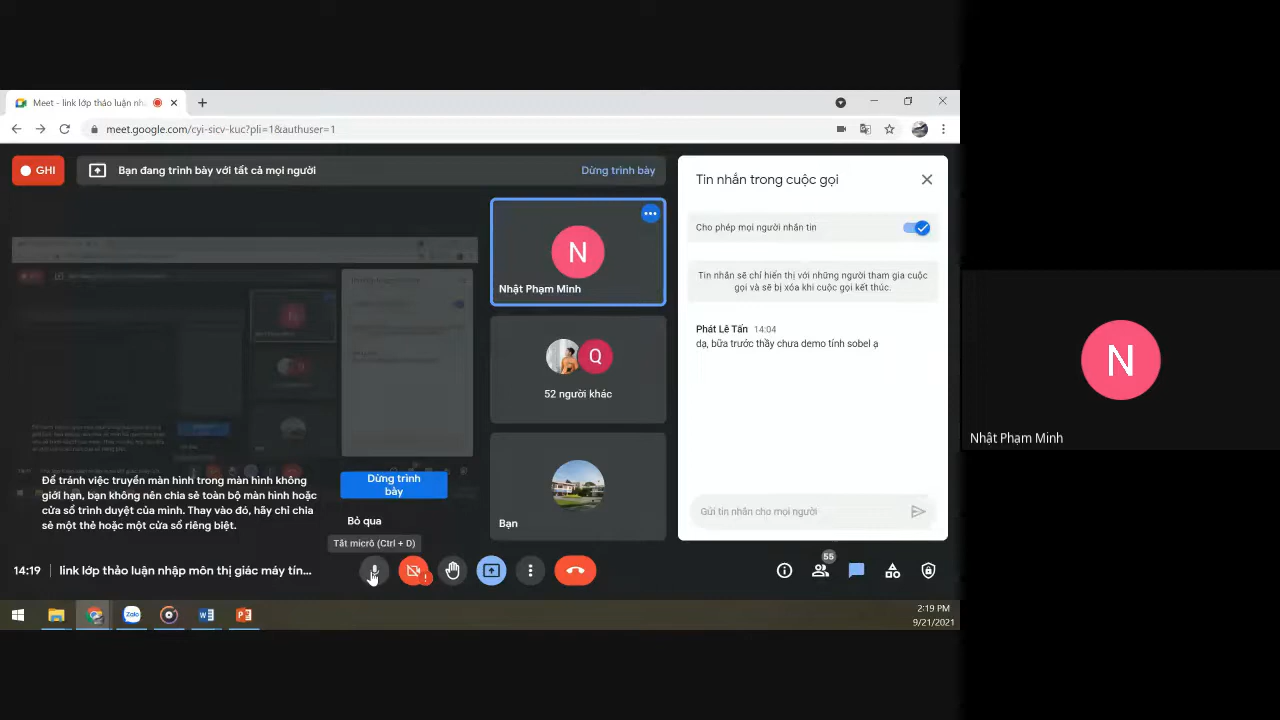 Meet - link lớp thảo luận nh
meet.google.com/cyi-sicv-kuc?pli=1&authuser=1
GHI
Bạn đang trình bày với tất cả mọi người
Dừng trình bày
N
Nhật Phạm Minh
Q
52 người khác
Bạn
Để tránh việc truyền màn hình trong màn hình không
giới hạn, bạn không nên chia sẻ toàn bộ màn hình hoặc
cửa sổ trình duyệt của mình. Thay vào đó, hãy chỉ chia
sẻ một thẻ hoặc một cửa sổ riêng biệt.
Dừng trình
bày
Bỏ qua
Tắt micrô (Ctrl + D)
Tin nhắn trong cuộc gọi
Cho phép mọi người nhắn tin
Tin nhắn sẽ chỉ hiển thị với những người tham gia cuộc
gọi và sẽ bị xóa khi cuộc gọi kết thúc.
Phát Lê Tấn 14:04
dạ, bữa trước thầy chưa demo tính sobel ạ
Gửi tin nhắn cho mọi người
14:19
link lớp thảo luận nhập môn thị giác máy tín...
55
Zalo
2:19 PM
9/21/2021
N
Nhật Phạm Minh